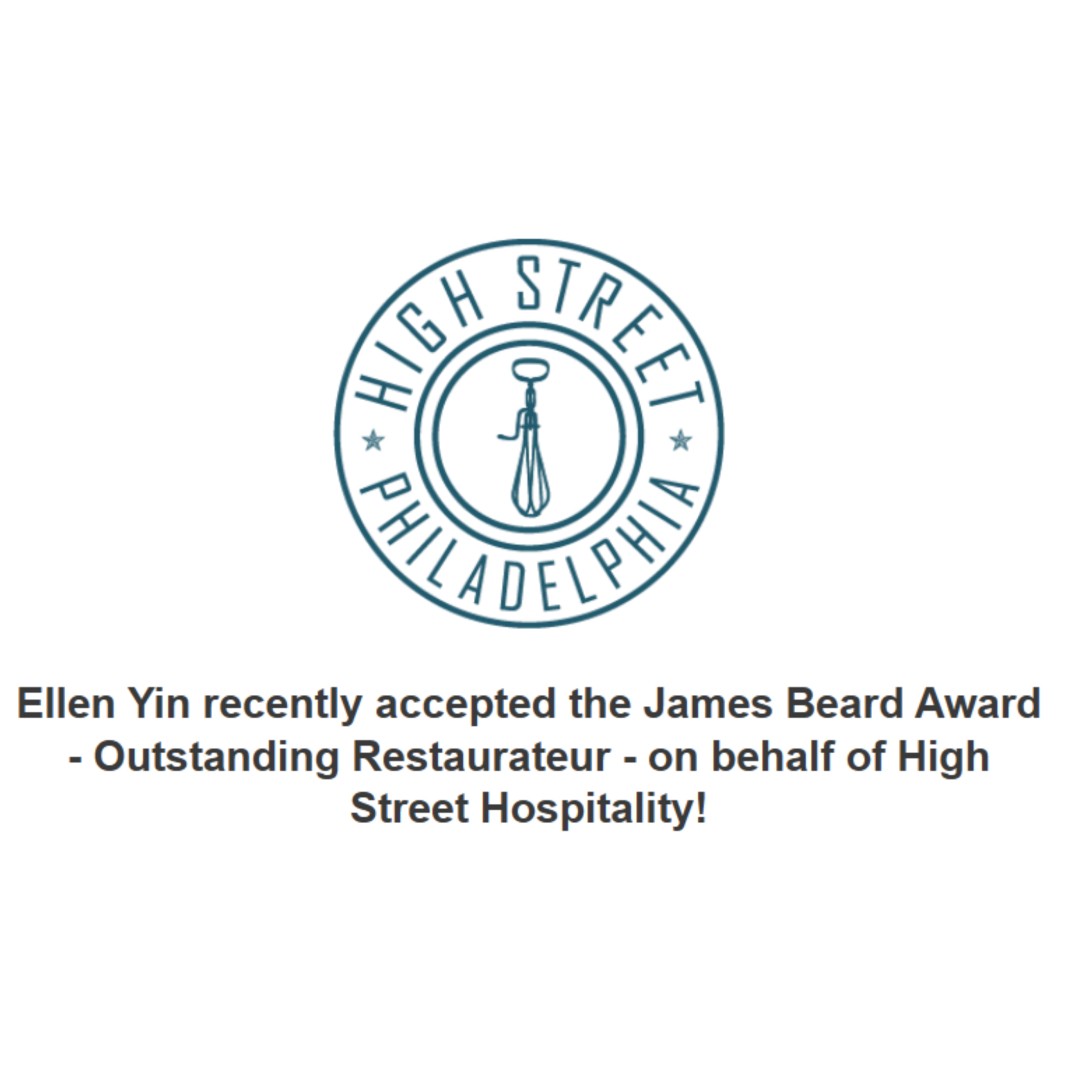 HIGH STREET
PHILADELPHIA
Ellen Yin recently accepted the James Beard Award
- Outstanding Restaurateur - on behalf of High
Street Hospitality!